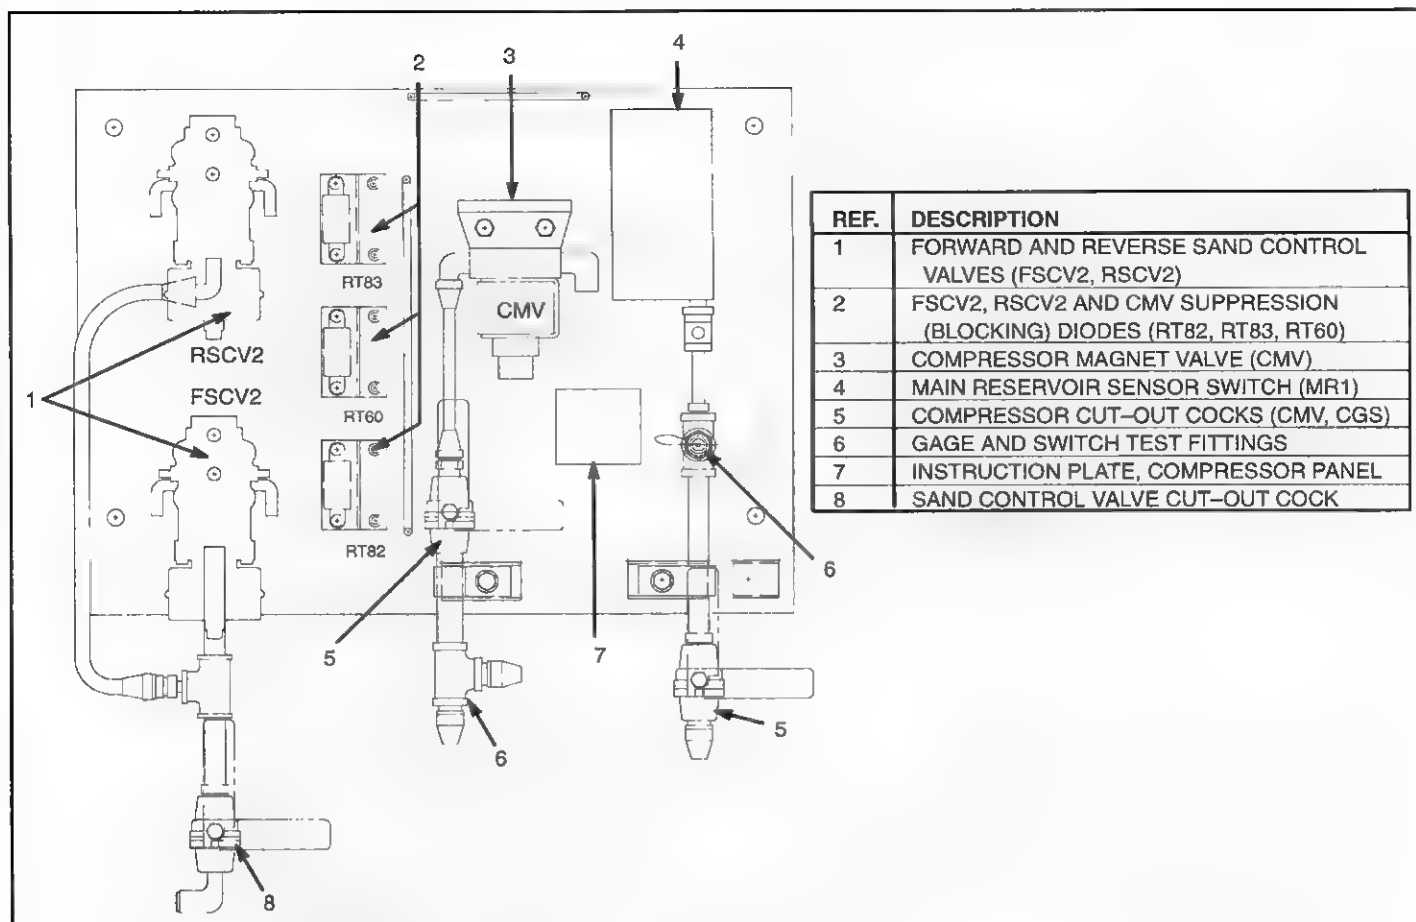 2
3
4
RT83
RSCV2
CMV
1
FSCV2
RT60
RT82
5
7
6
6
5
8
REF. DESCRIPTION
1 FORWARD AND REVERSE SAND CONTROL
VALVES (FSCV2, RSCV2)
2 FSCV2, RSCV2 AND CMV SUPPRESSION
(BLOCKING) DIODES (RT82, RT83, RT60)
3 COMPRESSOR MAGNET VALVE (CMV)
4 MAIN RESERVOIR SENSOR SWITCH (MR1)
5 COMPRESSOR CUT–OUT COCKS (CMV, CGS)
6 GAGE AND SWITCH TEST FITTINGS
7 INSTRUCTION PLATE, COMPRESSOR PANEL
8 SAND CONTROL VALVE CUT–OUT COCK